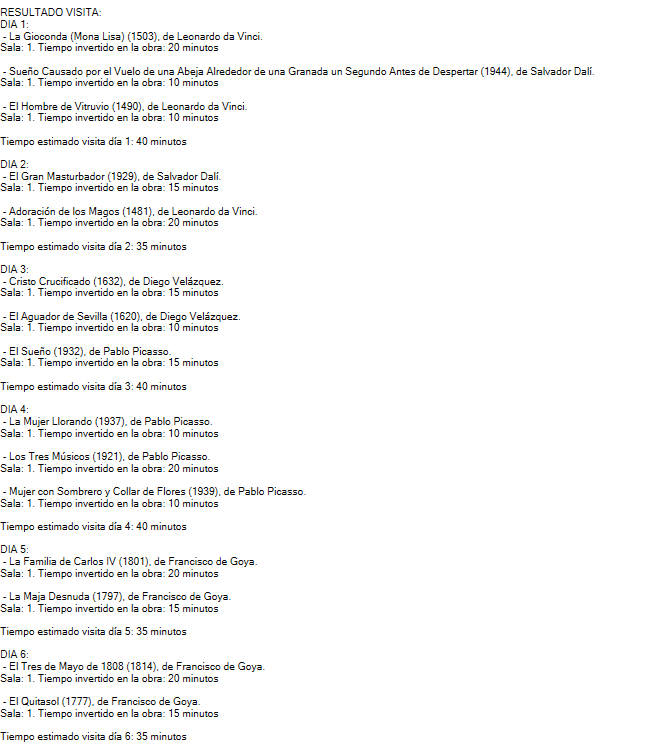 RESULTADO VISITA:
DIA 1:
- La Gioconda (Mona Lisa) (1503), de Leonardo da Vinci.
Sala: 1. Tiempo invertido en la obra: 20 minutos
- Sueño Causado por el Vuelo de una Abeja Alrededor de una Granada un Segundo Antes de Despertar (1944), de Salvador Dalí.
Sala: 1. Tiempo invertido en la obra: 10 minutos
- El Hombre de Vitruvio (1490), de Leonardo da Vinci.
Sala: 1. Tiempo invertido en la obra: 10 minutos
Tiempo estimado visita día 1: 40 minutos
DIA 2:
- El Gran Masturbador (1929), de Salvador Dalí.
Sala: 1. Tiempo invertido en la obra: 15 minutos
- Adoración de los Magos (1481), de Leonardo da Vinci.
Sala: 1. Tiempo invertido en la obra: 20 minutos
Tiempo estimado visita día 2: 35 minutos
DIA 3:
- Cristo Crucificado (1632), de Diego Velázquez.
Sala: 1. Tiempo invertido en la obra: 15 minutos
- El Aguador de Sevilla (1620), de Diego Velázquez.
Sala: 1. Tiempo invertido en la obra: 10 minutos
- El Sueño (1932), de Pablo Picasso.
Sala: 1. Tiempo invertido en la obra: 15 minutos
Tiempo estimado visita día 3: 40 minutos
DIA 4:
- La Mujer Llorando (1937), de Pablo Picasso.
Sala: 1. Tiempo invertido en la obra: 10 minutos
- Los Tres Músicos (1921), de Pablo Picasso.
Sala: 1. Tiempo invertido en la obra: 20 minutos
- Mujer con Sombrero y Collar de Flores (1939), de Pablo Picasso.
Sala: 1. Tiempo invertido en la obra: 10 minutos
Tiempo estimado visita día 4: 40 minutos
DIA 5:
- La Familia de Carlos IV (1801), de Francisco de Goya.
Sala: 1. Tiempo invertido en la obra: 20 minutos
- La Maja Desnuda (1797), de Francisco de Goya.
Sala: 1. Tiempo invertido en la obra: 15 minutos
Tiempo estimado visita día 5: 35 minutos
DIA 6:
- El Tres de Mayo de 1808 (1814), de Francisco de Goya.
Sala: 1. Tiempo invertido en la obra: 20 minutos
- El Quitasol (1777), de Francisco de Goya.
Sala: 1. Tiempo invertido en la obra: 15 minutos
Tiempo estimado visita día 6: 35 minutos